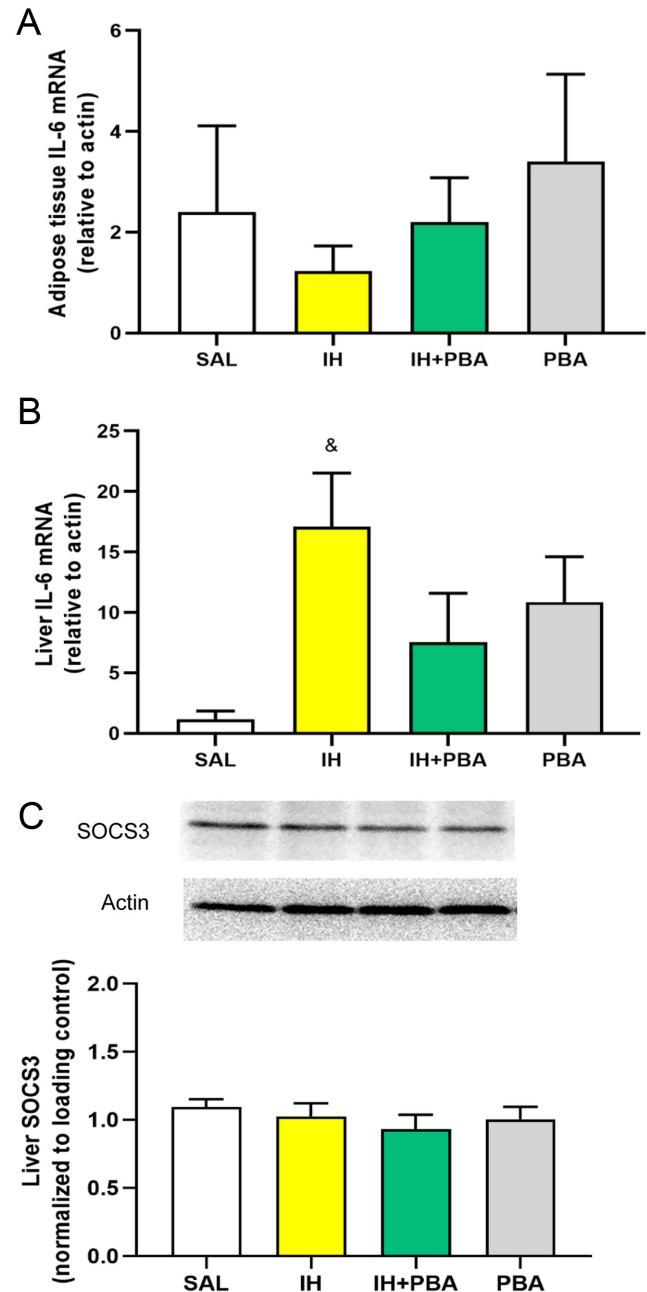 A
Adipose tissue IL-6 mRNA
(relative to actin)
6
4
2
0
SAL IH IH+PBA PBA
B
Liver IL-6 mRNA
(relative to actin)
25
20
15
10
5
0
&
SAL IH IH+PBA PBA
C
SOCS3
Actin
Liver SOCS3
(normalized to loading control)
2.0
1.5
1.0
0.5
0.0
SAL IH IH+PBA PBA